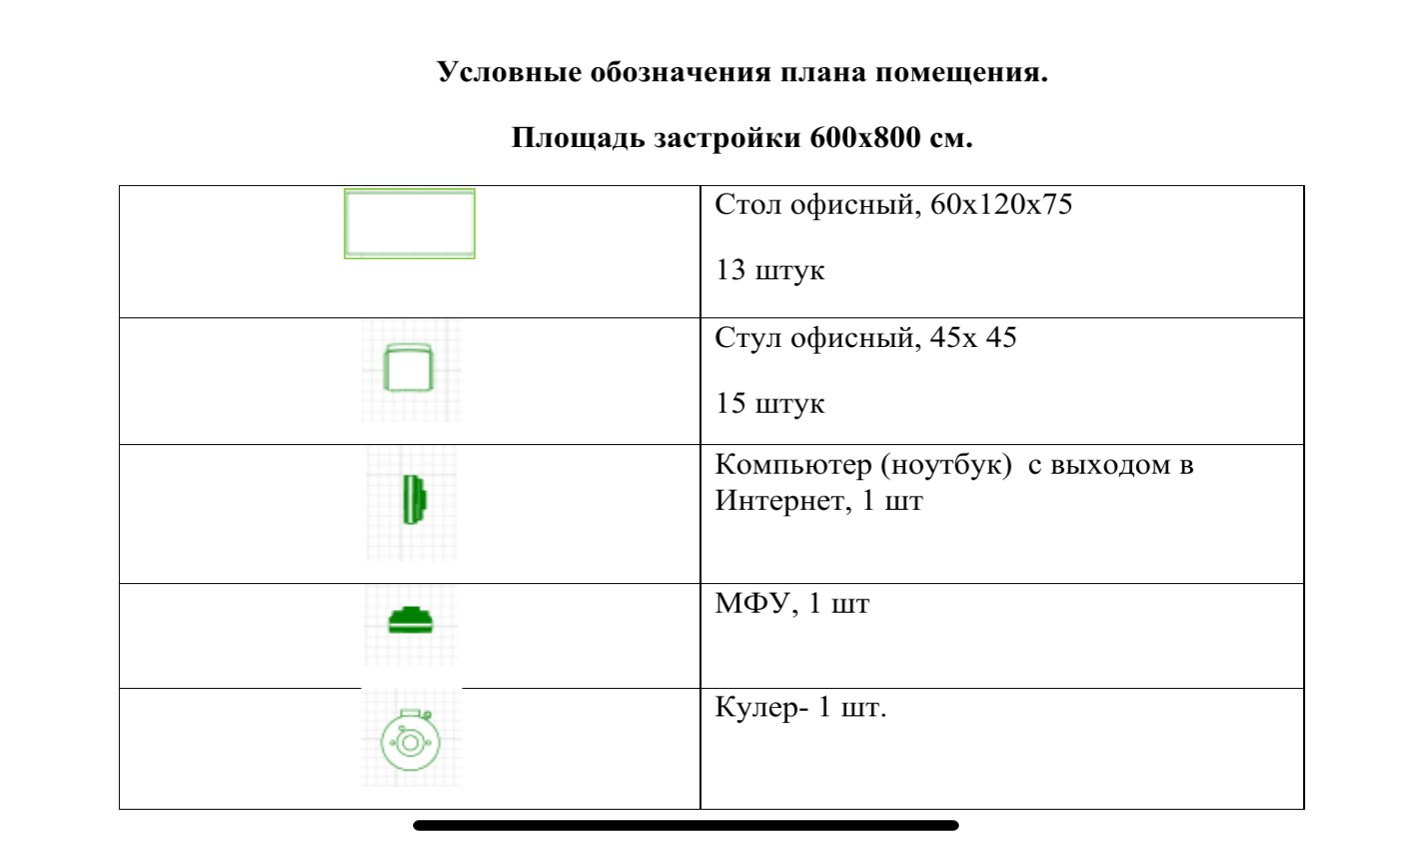 Условные обозначения плана помещения.
Площадь застройки 600х800 см.
Стол офисный, 60х120х75
13 штук
Стул офисный, 45х 45
15 штук
Компьютер (ноутбук)  с выходом в
Интернет, 1 шт
МФУ, 1 шт
Кулер- 1 шт.